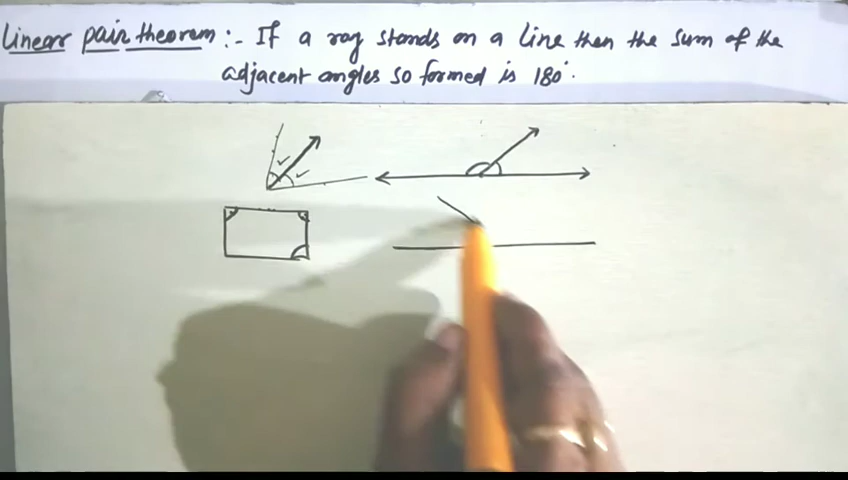 Linear pair theorem :- If a ray stands on a line then the sum of the
adjacent angles so formed is 180°.